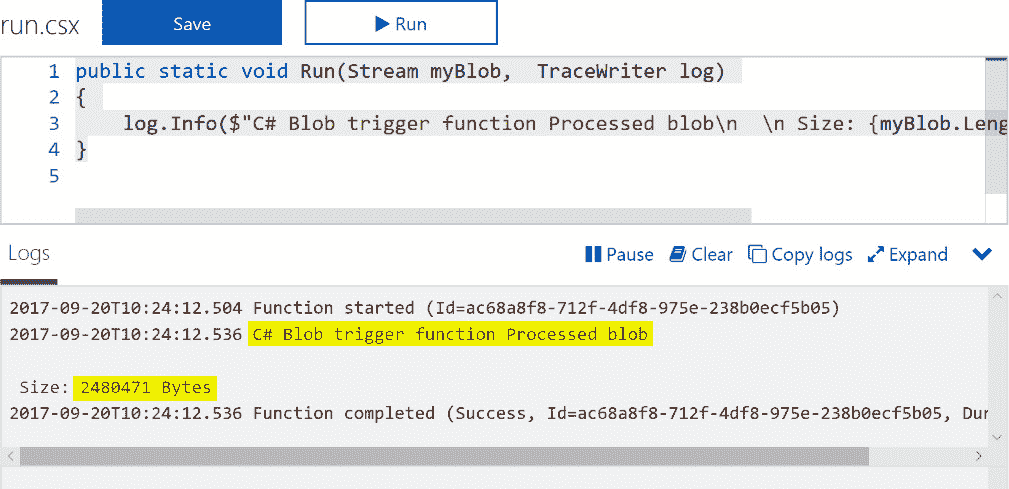 run.csx Save Run
1 public static void Run(Stream myBlob,  TraceWriter log)
2 {
3     log.Info($"C# Blob trigger function Processed blob\n  \n Size: {myBlob.Leng
4 }
5
Logs Pause Clear Copy logs Expand
2017-09-20T10:24:12.504 Function started (Id=ac68a8f8-712f-4df8-975e-238b0ecf5b05)
2017-09-20T10:24:12.536 C# Blob trigger function Processed blob
Size: 2480471 Bytes
2017-09-20T10:24:12.536 Function completed (Success, Id=ac68a8f8-712f-4df8-975e-238b0ecf5b05, Dur